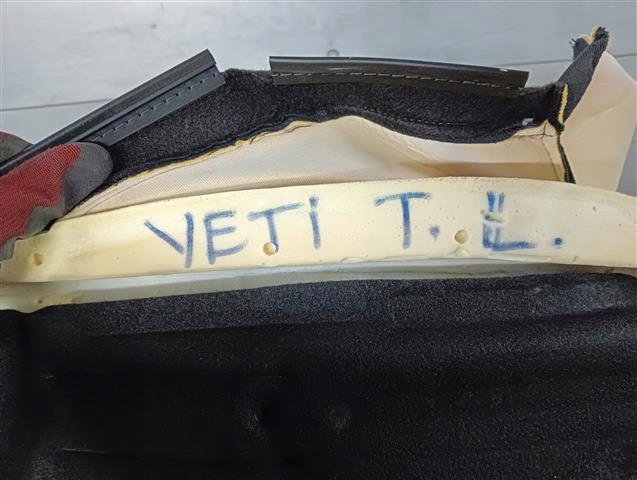 YETİ T. L.